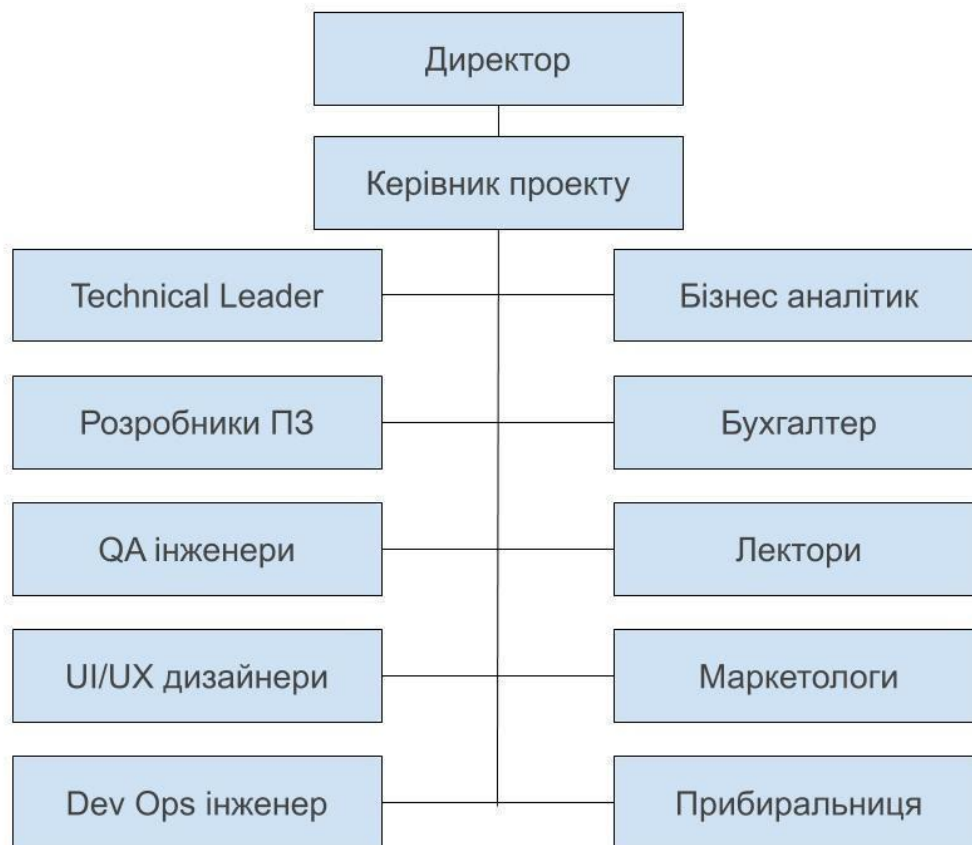 Директор
Керівник проекту
Technical Leader
Бізнес аналітик
Розробники ПЗ
Бухгалтер
QA інженери
Лектори
UI/UX дизайнери
Маркетологи
Dev Ops інженер
Прибиральниця